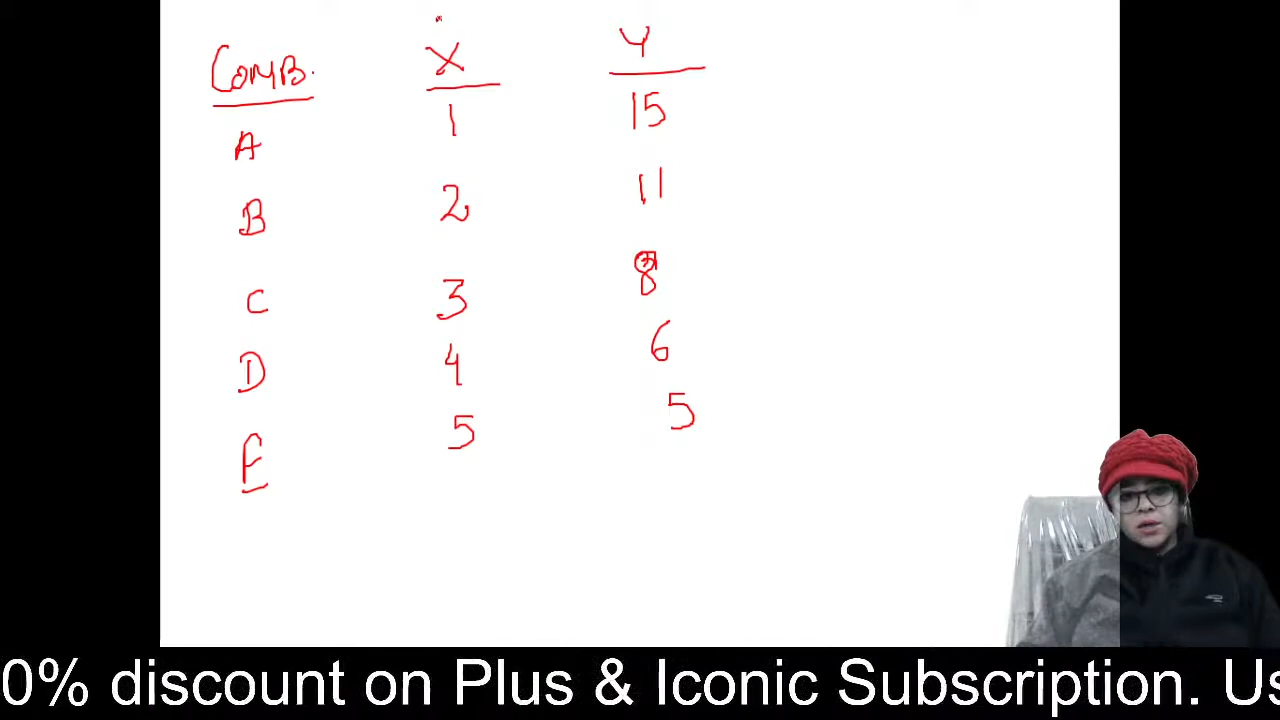 COMB. X Y
A 1 15
B 2 11
C 3 8
D 4 6
E 5 5
0% discount on Plus & Iconic Subscription. Us